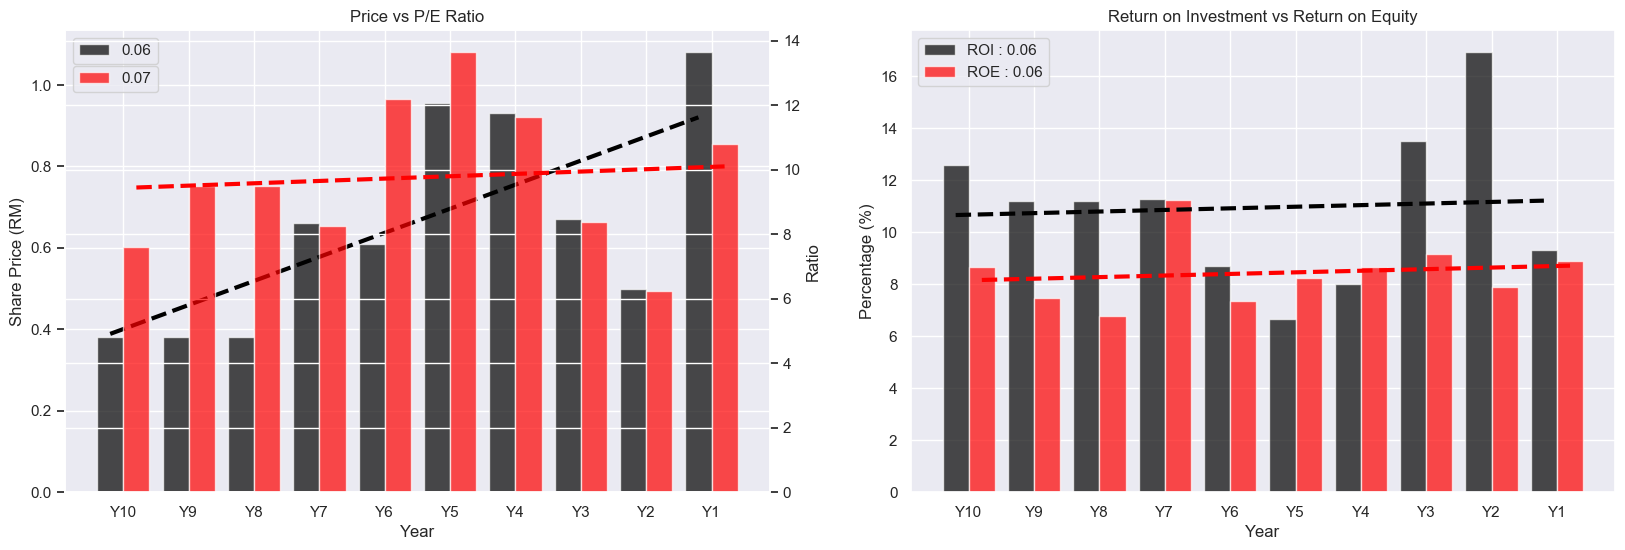 Price vs P/E Ratio
0.06
0.07
Share Price (RM)
1.0
0.8
0.6
0.4
0.2
0.0
14
12
10
8
6
4
2
0
Ratio
Y10 Y9 Y8 Y7 Y6 Y5 Y4 Y3 Y2 Y1
Year
Return on Investment vs Return on Equity
ROI : 0.06
ROE : 0.06
Percentage (%)
16
14
12
10
8
6
4
2
0
Y10 Y9 Y8 Y7 Y6 Y5 Y4 Y3 Y2 Y1
Year